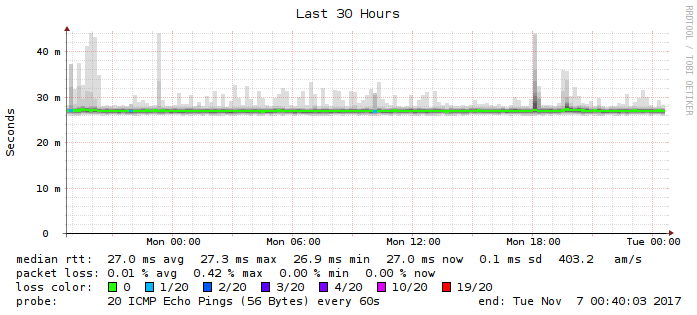 Last 30 Hours
RRDTOOL / TOBI OETIKER
Seconds
40 m
30 m
20 m
10 m
0
Mon 00:00 Mon 06:00 Mon 12:00 Mon 18:00 Tue 00:00
median rtt: 27.0 ms avg 27.3 ms max 26.9 ms min 27.0 ms now 0.1 ms sd 403.2 am/s
packet loss: 0.01 % avg 0.42 % max 0.00 % min 0.00 % now
loss color: 0 1/20 2/20 3/20 4/20 10/20 19/20
probe: 20 ICMP Echo Pings (56 Bytes) every 60s end: Tue Nov 7 00:40:03 2017